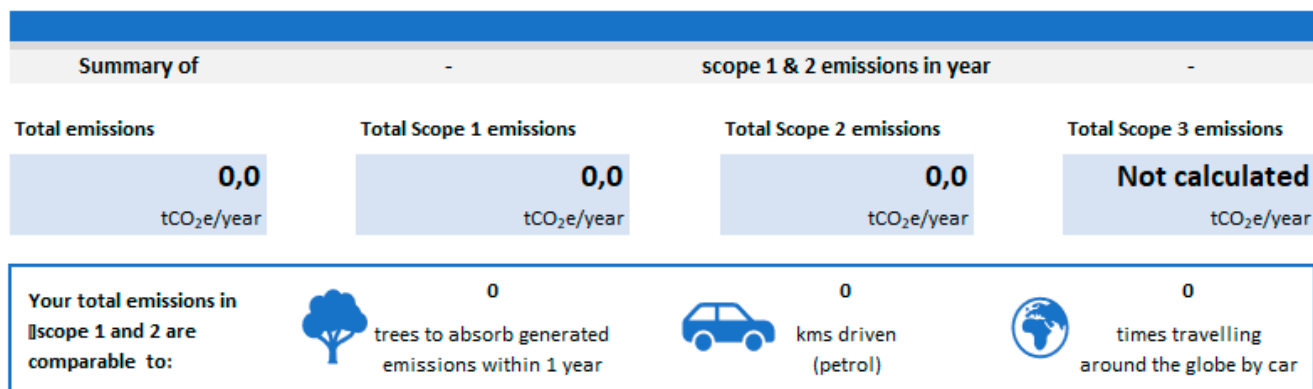 Summary of - scope 1 & 2 emissions in year -
Total emissions Total Scope 1 emissions Total Scope 2 emissions Total Scope 3 emissions
0,0 0,0 0,0 Not calculated
tCO₂e/year tCO₂e/year tCO₂e/year tCO₂e/year
Your total emissions in
▯scope 1 and 2 are
comparable to:
0
trees to absorb generated
emissions within 1 year
0
kms driven
(petrol)
0
times travelling
around the globe by car